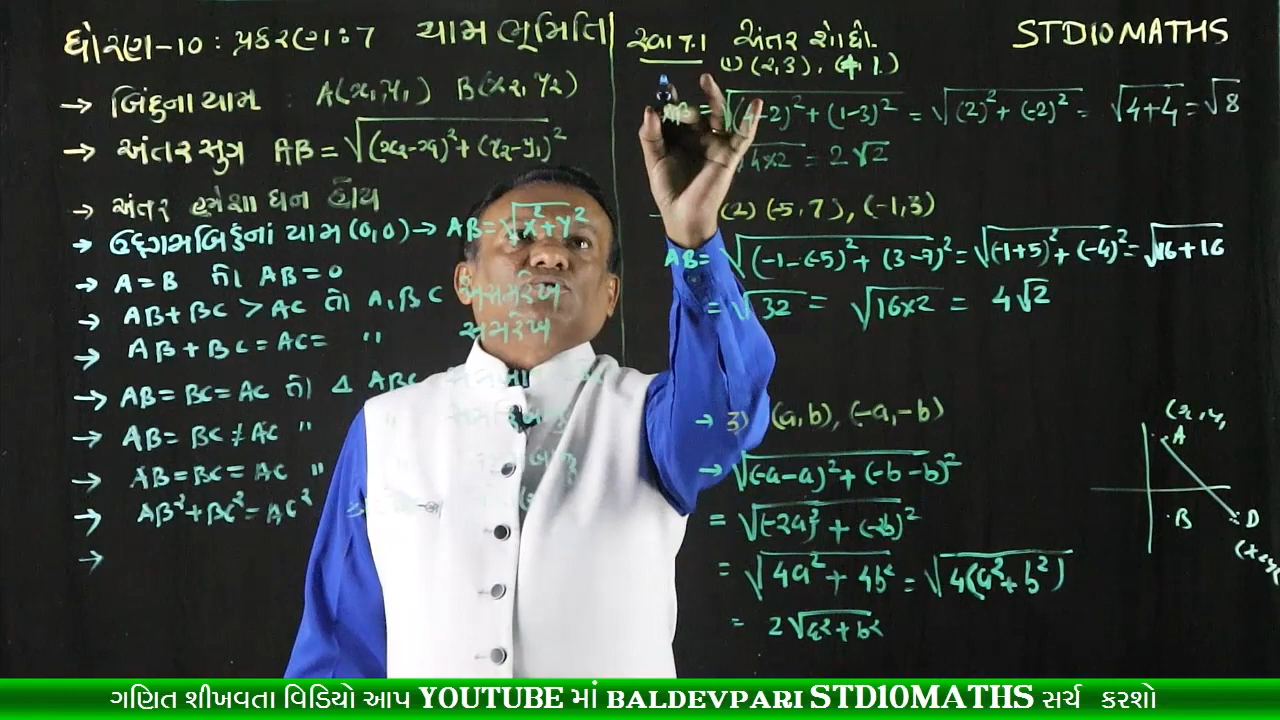 ધોરણ-10 : પ્રકરણ: 7 યામ ભૂમિતિ
→ બિંદુના યામ : A(x₁,y₁) B(x₂,y₂)
→ અંતરસુત્ર AB = √(x₂-x₁)²+(y₂-y₁)²
→ અંતર હંમેશા ધન હોય
→ ઉદ્દગમબિંદુનાં યામ (0,0) → AB = √x²+y²
→ A = B તો AB = 0
→ AB + BC > AC તો A,B C અસમરેખ
→ AB + BC = AC = " સમરેખ
→ AB = BC = AC તો Δ ABC
→ AB = BC ≠ AC "
→ AB = BC = AC "
→ AB² + BC² = AC²
→
સ્વા 7.1 અંતર શોધો.
STD10MATHS
(1) (2,3), (4,1)
AB = √(4-2)² + (1-3)² = √(2)² + (-2)² = √4+4 = √8
√4×2 = 2√2
(2) (-5,7), (-1,3)
AB = √(-1--5)² + (3-7)² = √(-1+5)² + (-4)² = √16+16
= √32 = √16×2 = 4√2
→ 3) (a,b), (-a,-b)
→ √(-a-a)² + (-b-b)²
= √(-2a)² + (-2b)²
= √4a² + 4b² = √4(a²+b²)
= 2√a²+b²
A
B
D
ગણિત શીખવતા વિડિયો આપ YOUTUBE માં BALDEVPARI STD10MATHS સર્ચ કરશો